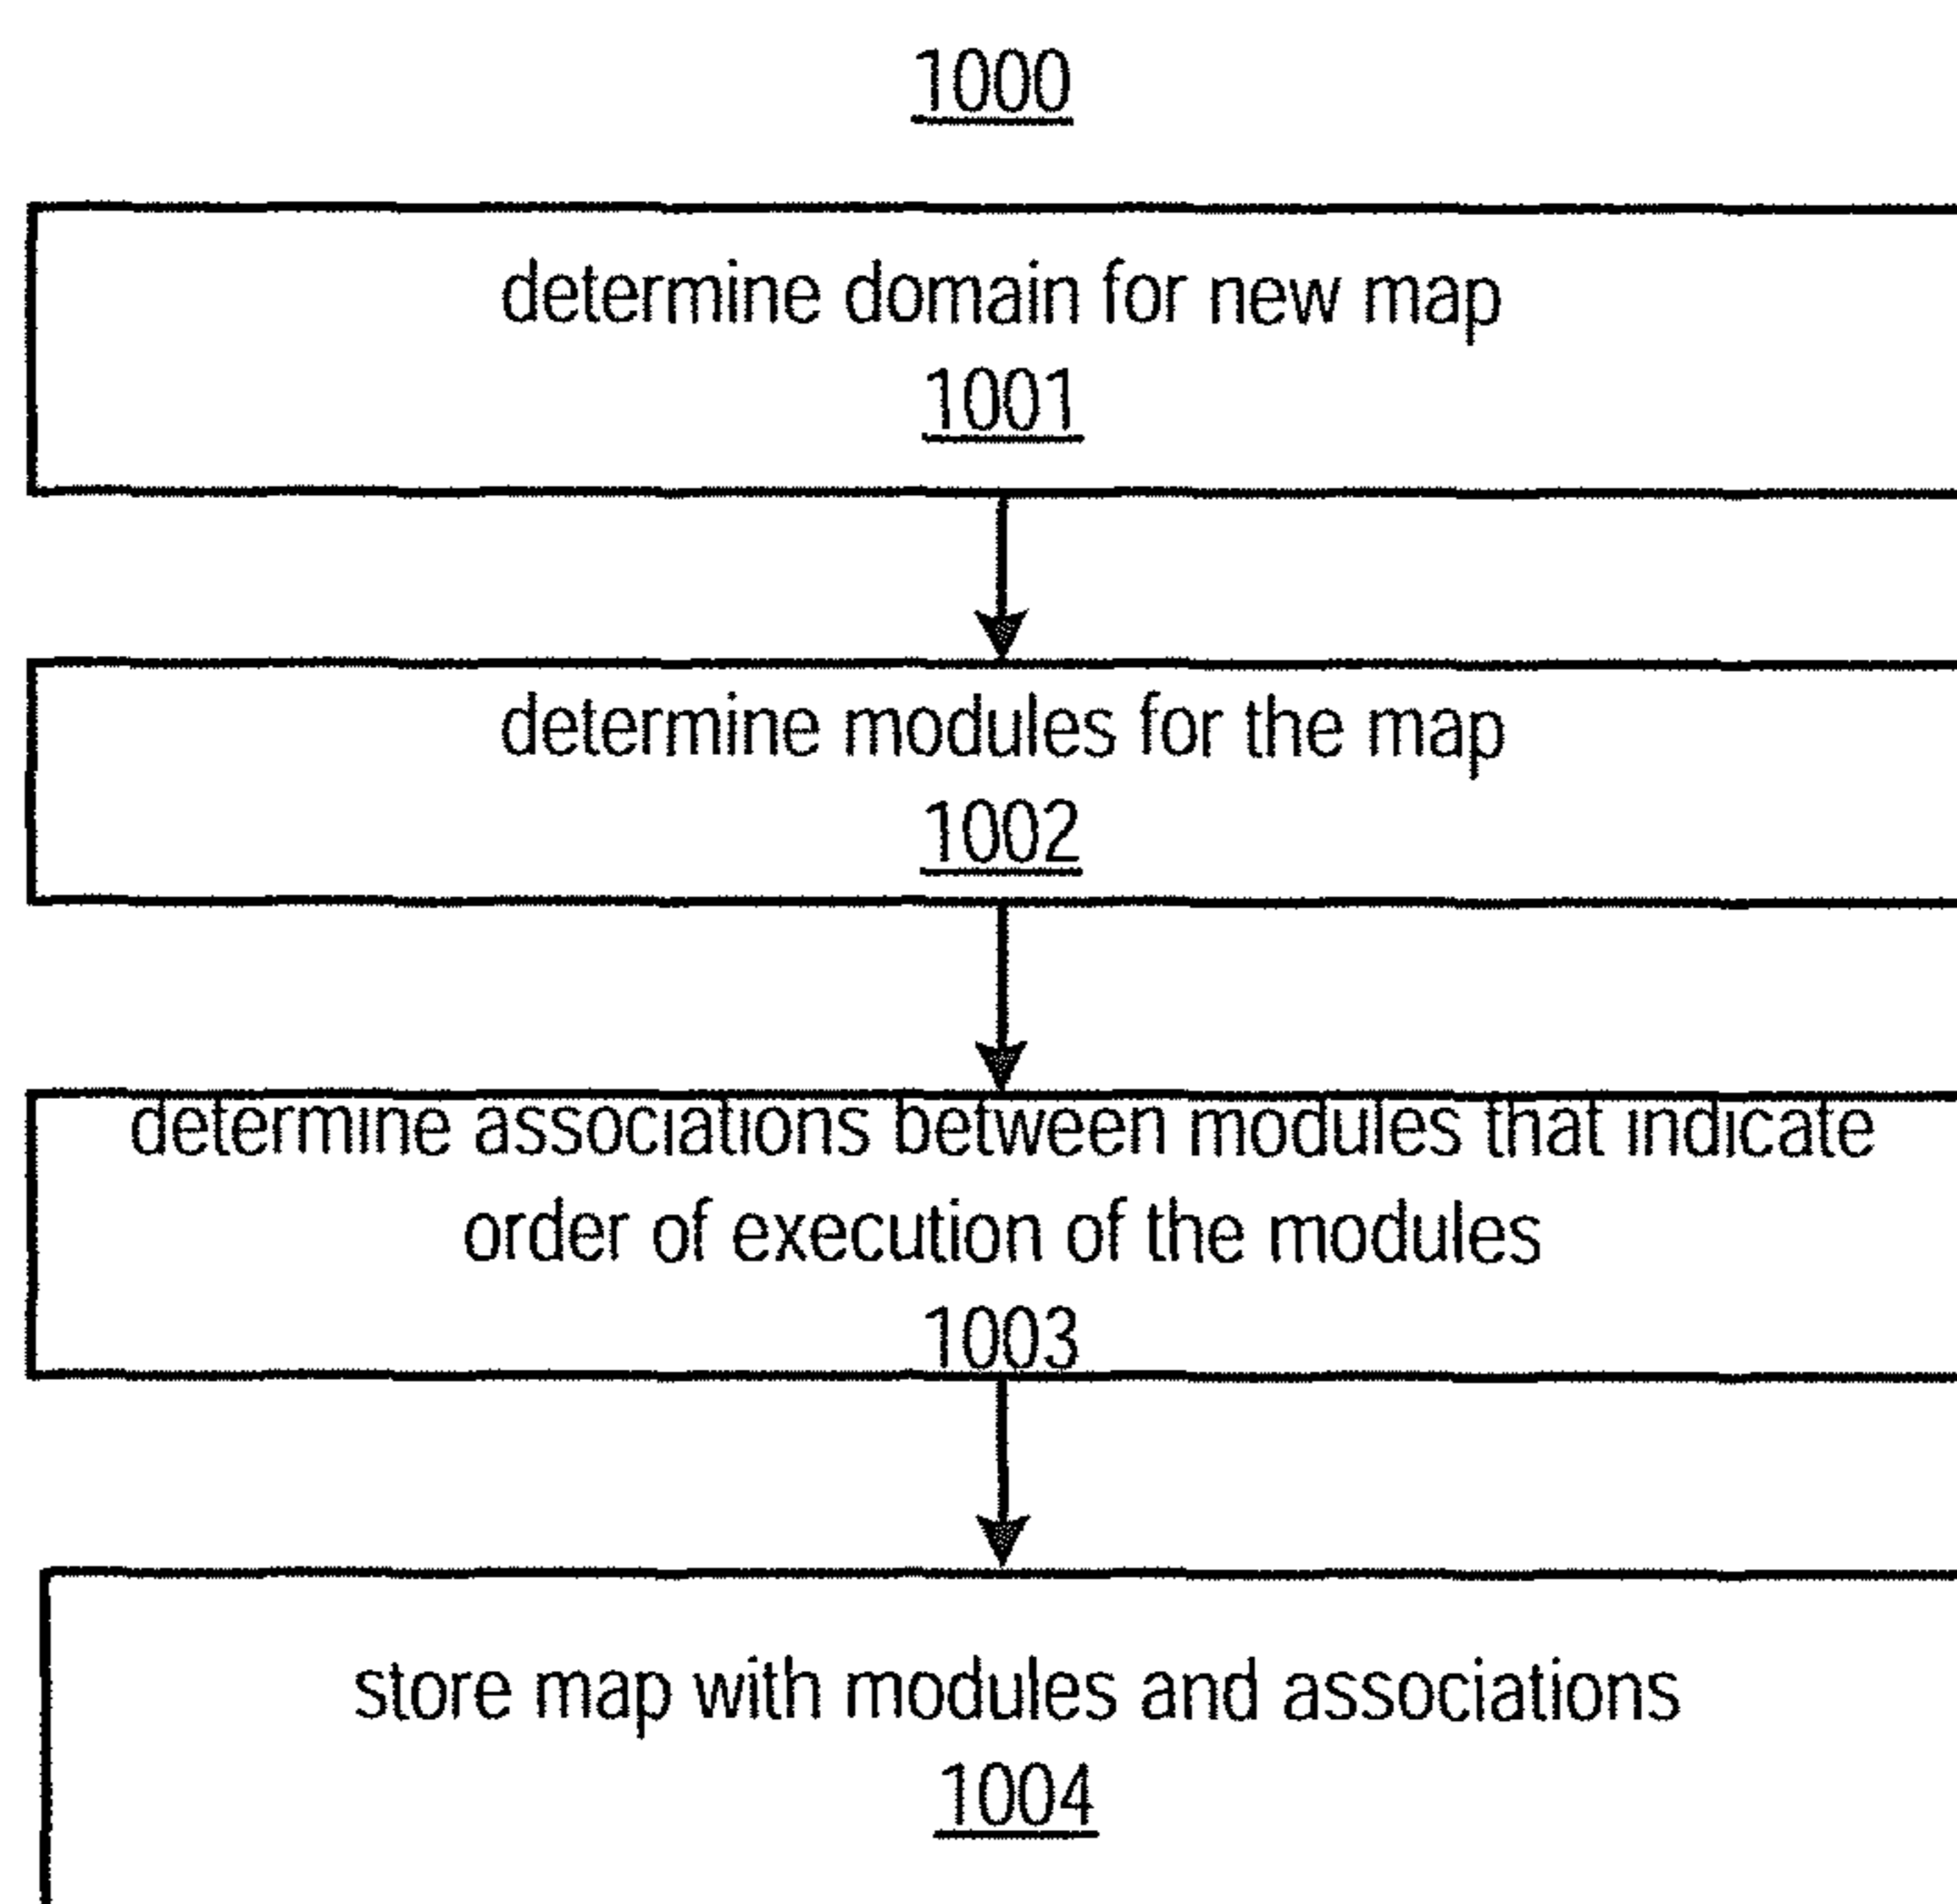 1000
determine domain for new map
1001
determine modules for the map
1002
determine associations between modules that indicate
order of execution of the modules
1003
store map with modules and associations
1004